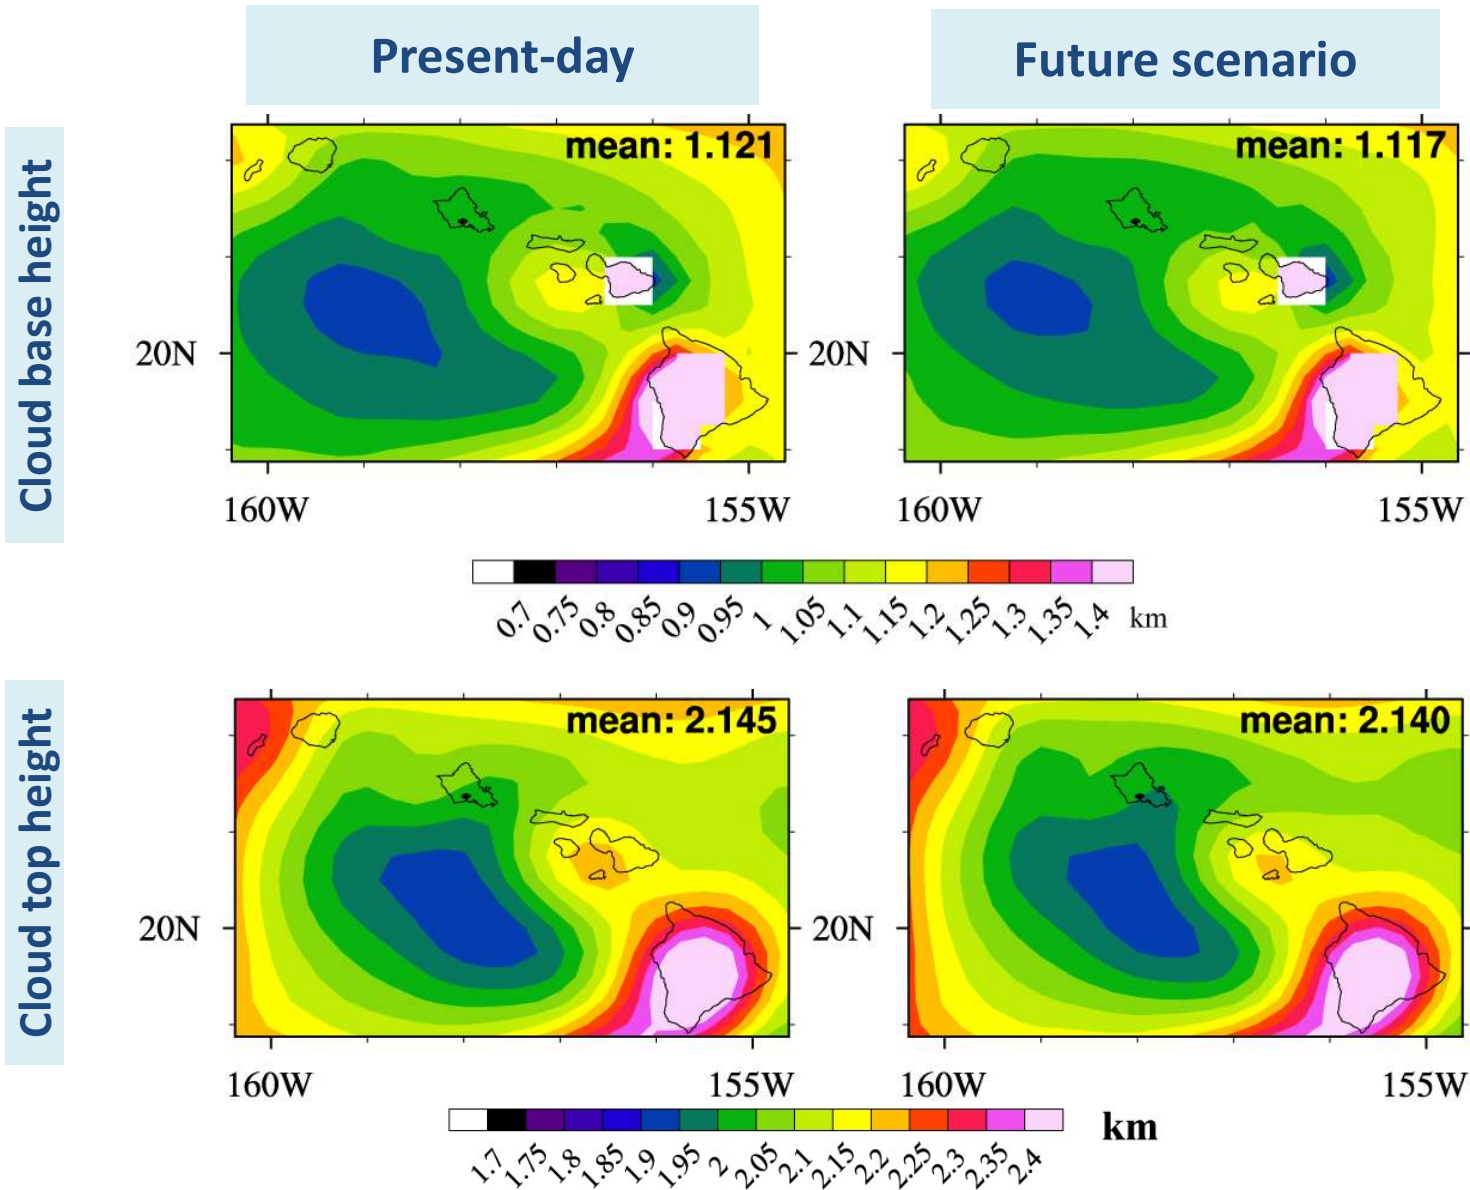 Present-day
Future scenario
Cloud base height
mean: 1.121
mean: 1.117
20N
20N
160W
155W
160W
155W
0.7 0.75 0.8 0.85 0.9 0.95 1 1.05 1.1 1.15 1.2 1.25 1.3 1.35 1.4 km
Cloud top height
mean: 2.145
mean: 2.140
20N
20N
160W
155W
160W
155W
1.7 1.75 1.8 1.85 1.9 1.95 2 2.05 2.1 2.15 2.2 2.25 2.3 2.35 2.4 km